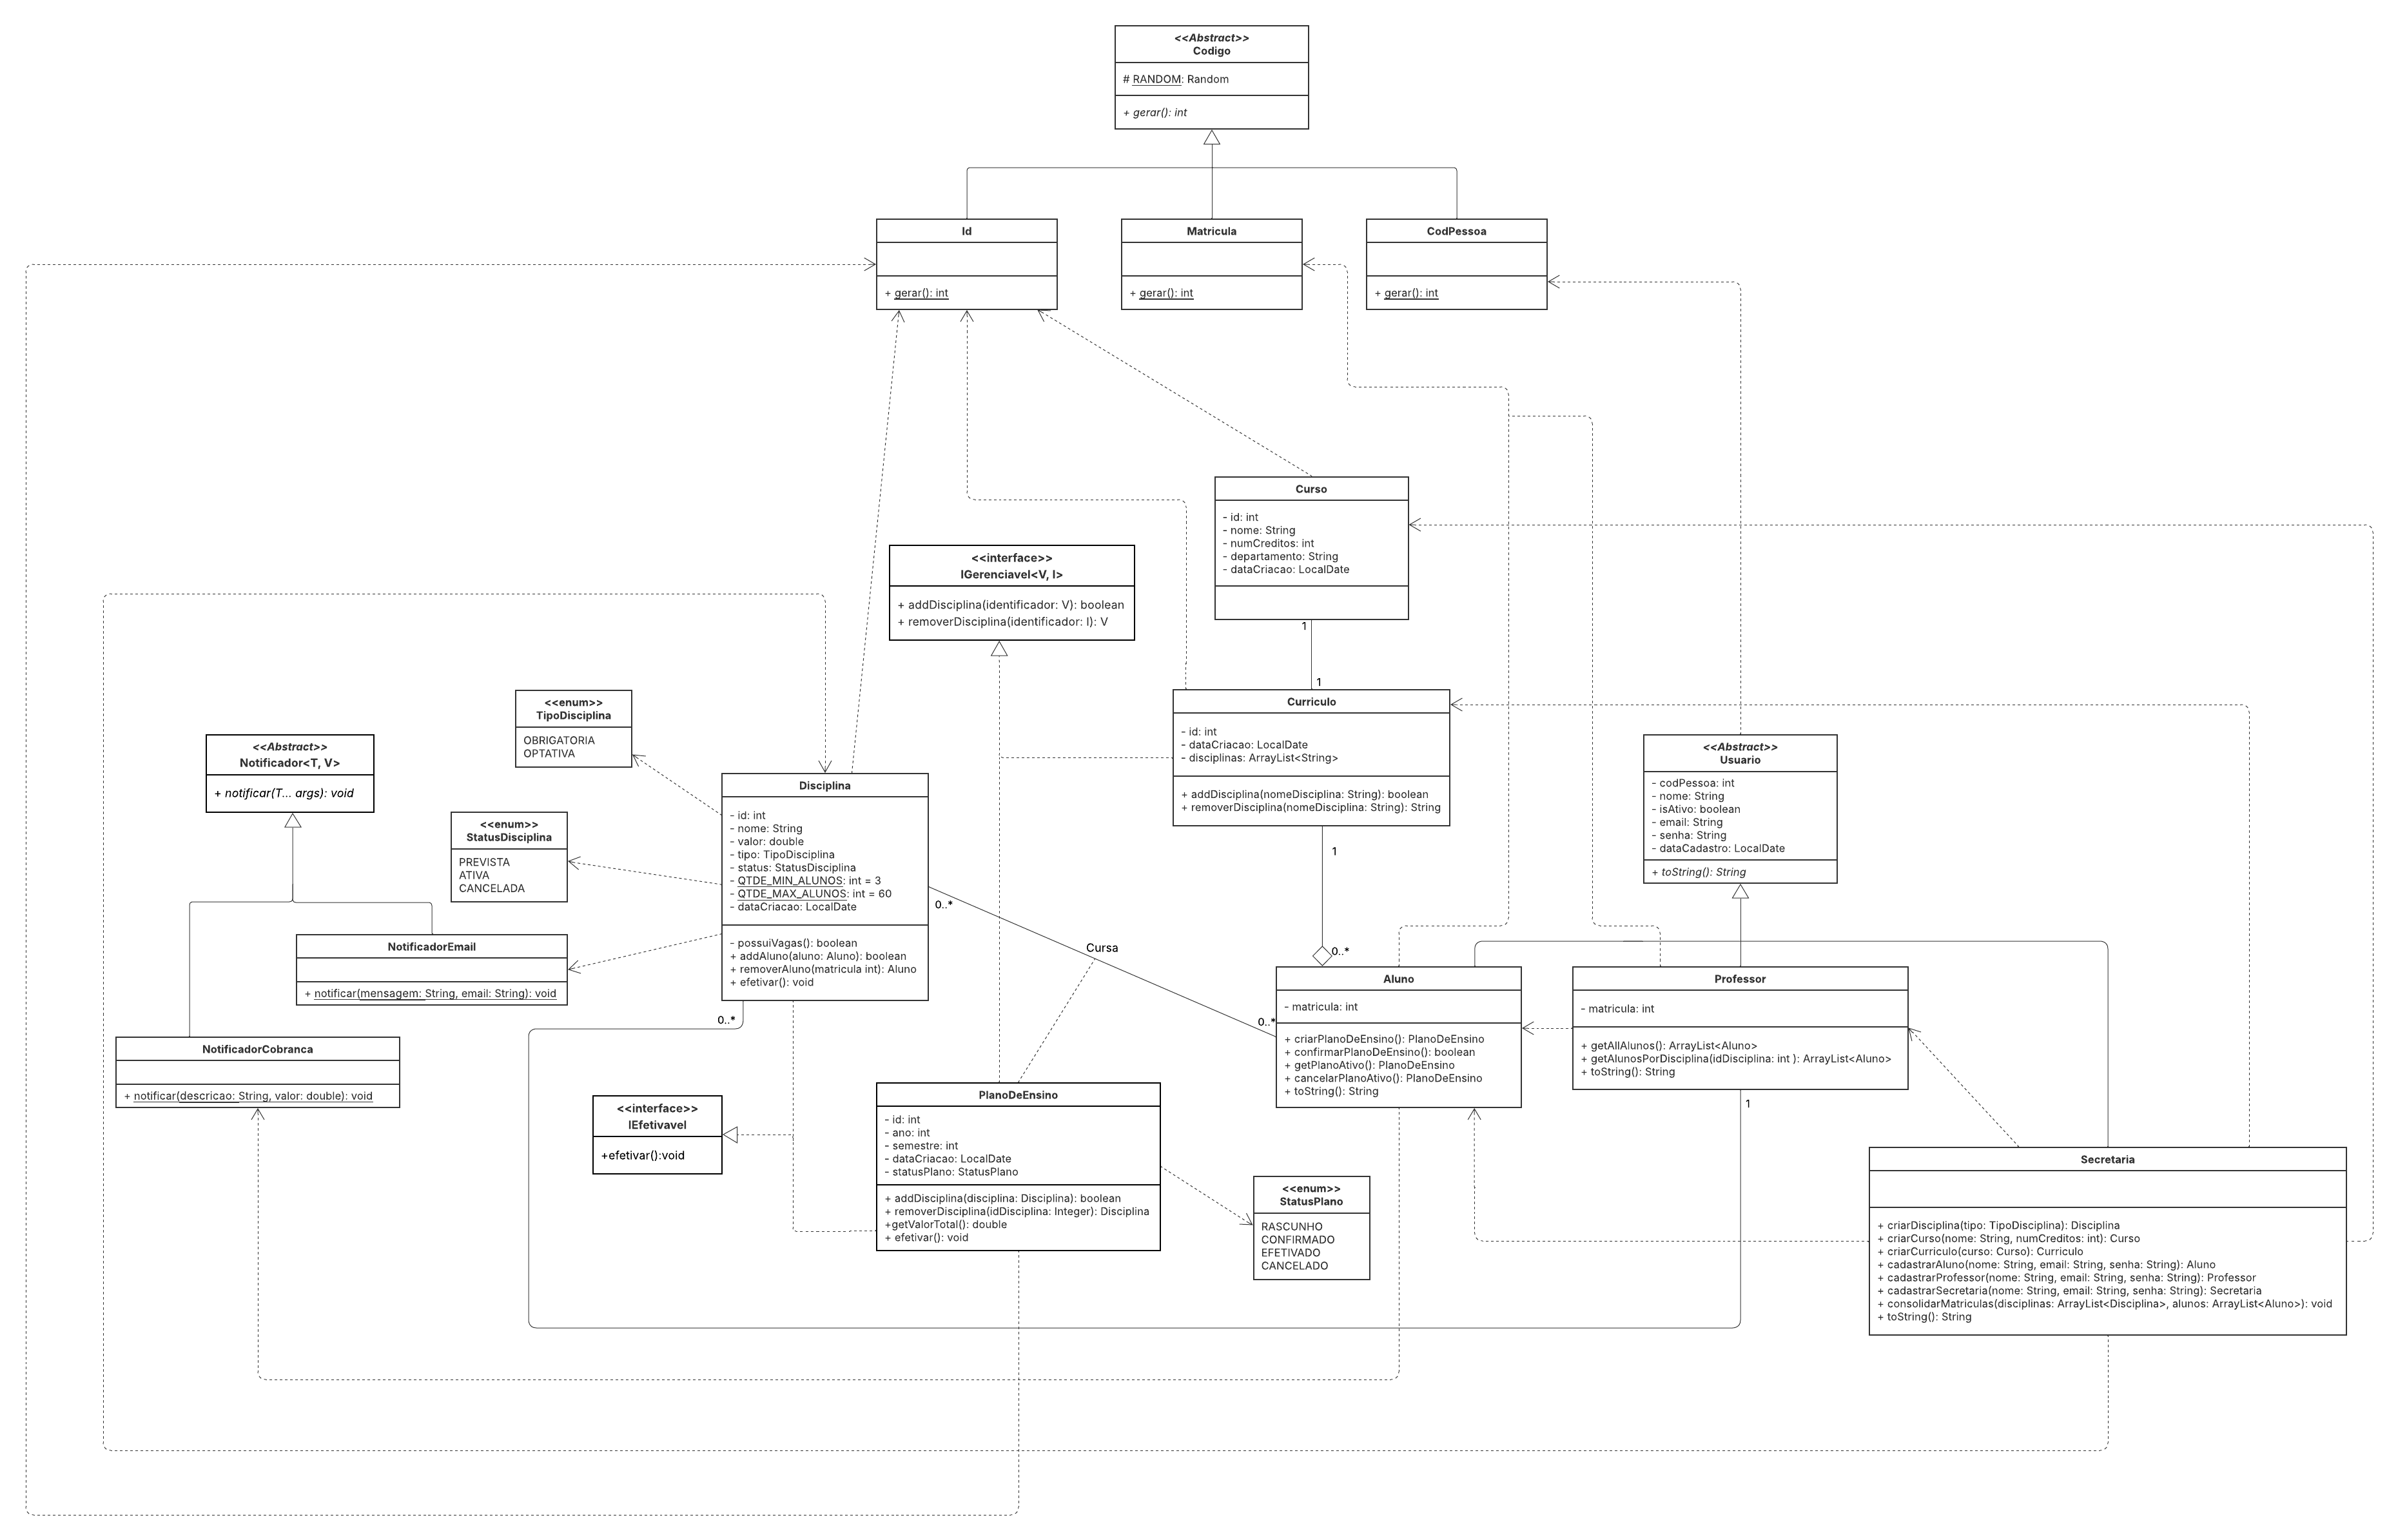 <<Abstract>>
Codigo
# RANDOM: Random
+ gerar(): int
Id
+ gerar(): int
Matricula
+ gerar(): int
CodPessoa
+ gerar(): int
Curso
- id: int
- nome: String
- numCreditos: int
- departamento: String
- dataCriacao: LocalDate
1
1
<<interface>>
IGerenciavel<V, I>
+ addDisciplina(identificador: V): boolean
+ removerDisciplina(identificador: I): V
Curriculo
- id: int
- dataCriacao: LocalDate
- disciplinas: ArrayList<String>
+ addDisciplina(nomeDisciplina: String): boolean
+ removerDisciplina(nomeDisciplina: String): String
1
0..*
<<enum>>
TipoDisciplina
OBRIGATORIA
OPTATIVA
<<Abstract>>
Notificador<T, V>
+ notificar(T... args): void
<<Abstract>>
Usuario
- codPessoa: int
- nome: String
- isAtivo: boolean
- email: String
- senha: String
- dataCadastro: LocalDate
+ toString(): String
<<enum>>
StatusDisciplina
PREVISTA
ATIVA
CANCELADA
Disciplina
- id: int
- nome: String
- valor: double
- tipo: TipoDisciplina
- status: StatusDisciplina
- QTDE_MIN_ALUNOS: int = 3
- QTDE_MAX_ALUNOS: int = 60
- dataCriacao: LocalDate
- possuiVagas(): boolean
+ addAluno(aluno: Aluno): boolean
+ removerAluno(matricula int): Aluno
+ efetivar(): void
0..*
Cursa
0..*
0..*
NotificadorEmail
+ notificar(mensagem: String, email: String): void
NotificadorCobranca
+ notificar(descricao: String, valor: double): void
Aluno
- matricula: int
+ criarPlanoDeEnsino(): PlanoDeEnsino
+ confirmarPlanoDeEnsino(): boolean
+ getPlanoAtivo(): PlanoDeEnsino
+ cancelarPlanoAtivo(): PlanoDeEnsino
+ toString(): String
Professor
- matricula: int
+ getAllAlunos(): ArrayList<Aluno>
+ getAlunosPorDisciplina(idDisciplina: int ): ArrayList<Aluno>
+ toString(): String
1
<<interface>>
IEfetivavel
+efetivar():void
PlanoDeEnsino
- id: int
- ano: int
- semestre: int
- dataCriacao: LocalDate
- statusPlano: StatusPlano
+ addDisciplina(disciplina: Disciplina): boolean
+ removerDisciplina(idDisciplina: Integer): Disciplina
+getValorTotal(): double
+ efetivar(): void
<<enum>>
StatusPlano
RASCUNHO
CONFIRMADO
EFETIVADO
CANCELADO
Secretaria
+ criarDisciplina(tipo: TipoDisciplina): Disciplina
+ criarCurso(nome: String, numCreditos: int): Curso
+ criarCurriculo(curso: Curso): Curriculo
+ cadastrarAluno(nome: String, email: String, senha: String): Aluno
+ cadastrarProfessor(nome: String, email: String, senha: String): Professor
+ cadastrarSecretaria(nome: String, email: String, senha: String): Secretaria
+ consolidarMatriculas(disciplinas: ArrayList<Disciplina>, alunos: ArrayList<Aluno>): void
+ toString(): String